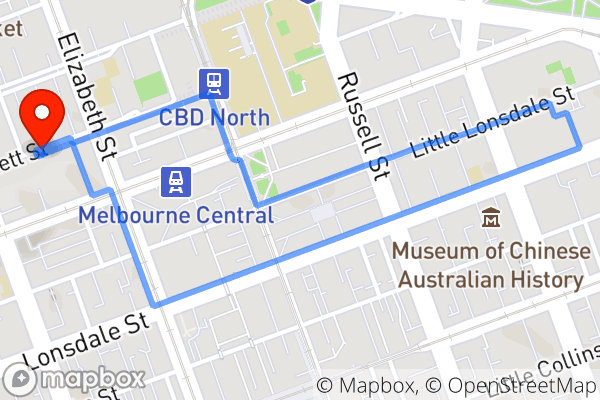 ket
Elizabeth St
ett St
CBD North
Russell St
Little Lonsdale St
Melbourne Central
Museum of Chinese
Australian History
Lonsdale St
Little Collins
s St
mapbox
© Mapbox, © OpenStreetMap